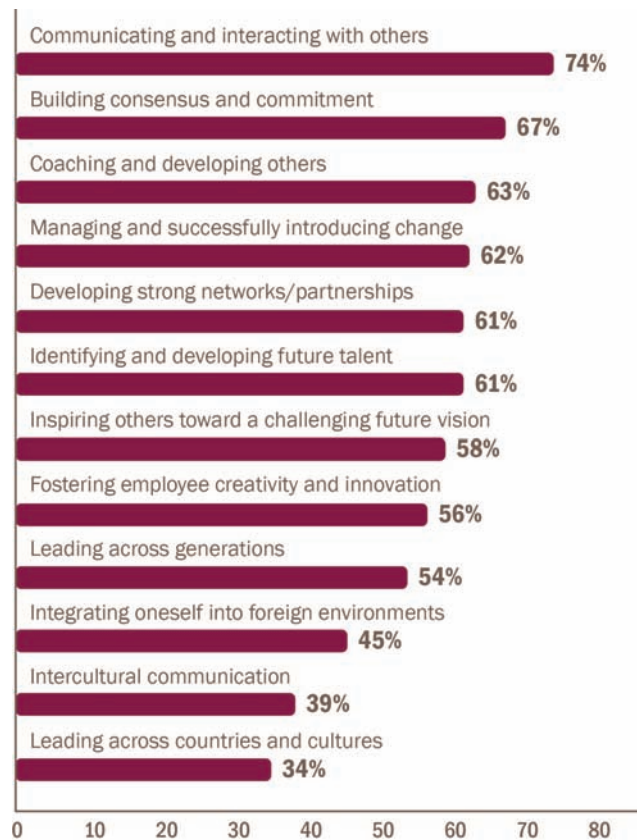 Communicating and interacting with others
74%
Building consensus and commitment
67%
Coaching and developing others
63%
Managing and successfully introducing change
62%
Developing strong networks/partnerships
61%
Identifying and developing future talent
61%
Inspiring others toward a challenging future vision
58%
Fostering employee creativity and innovation
56%
Leading across generations
54%
Integrating oneself into foreign environments
45%
Intercultural communication
39%
Leading across countries and cultures
34%
0 10 20 30 40 50 60 70 80